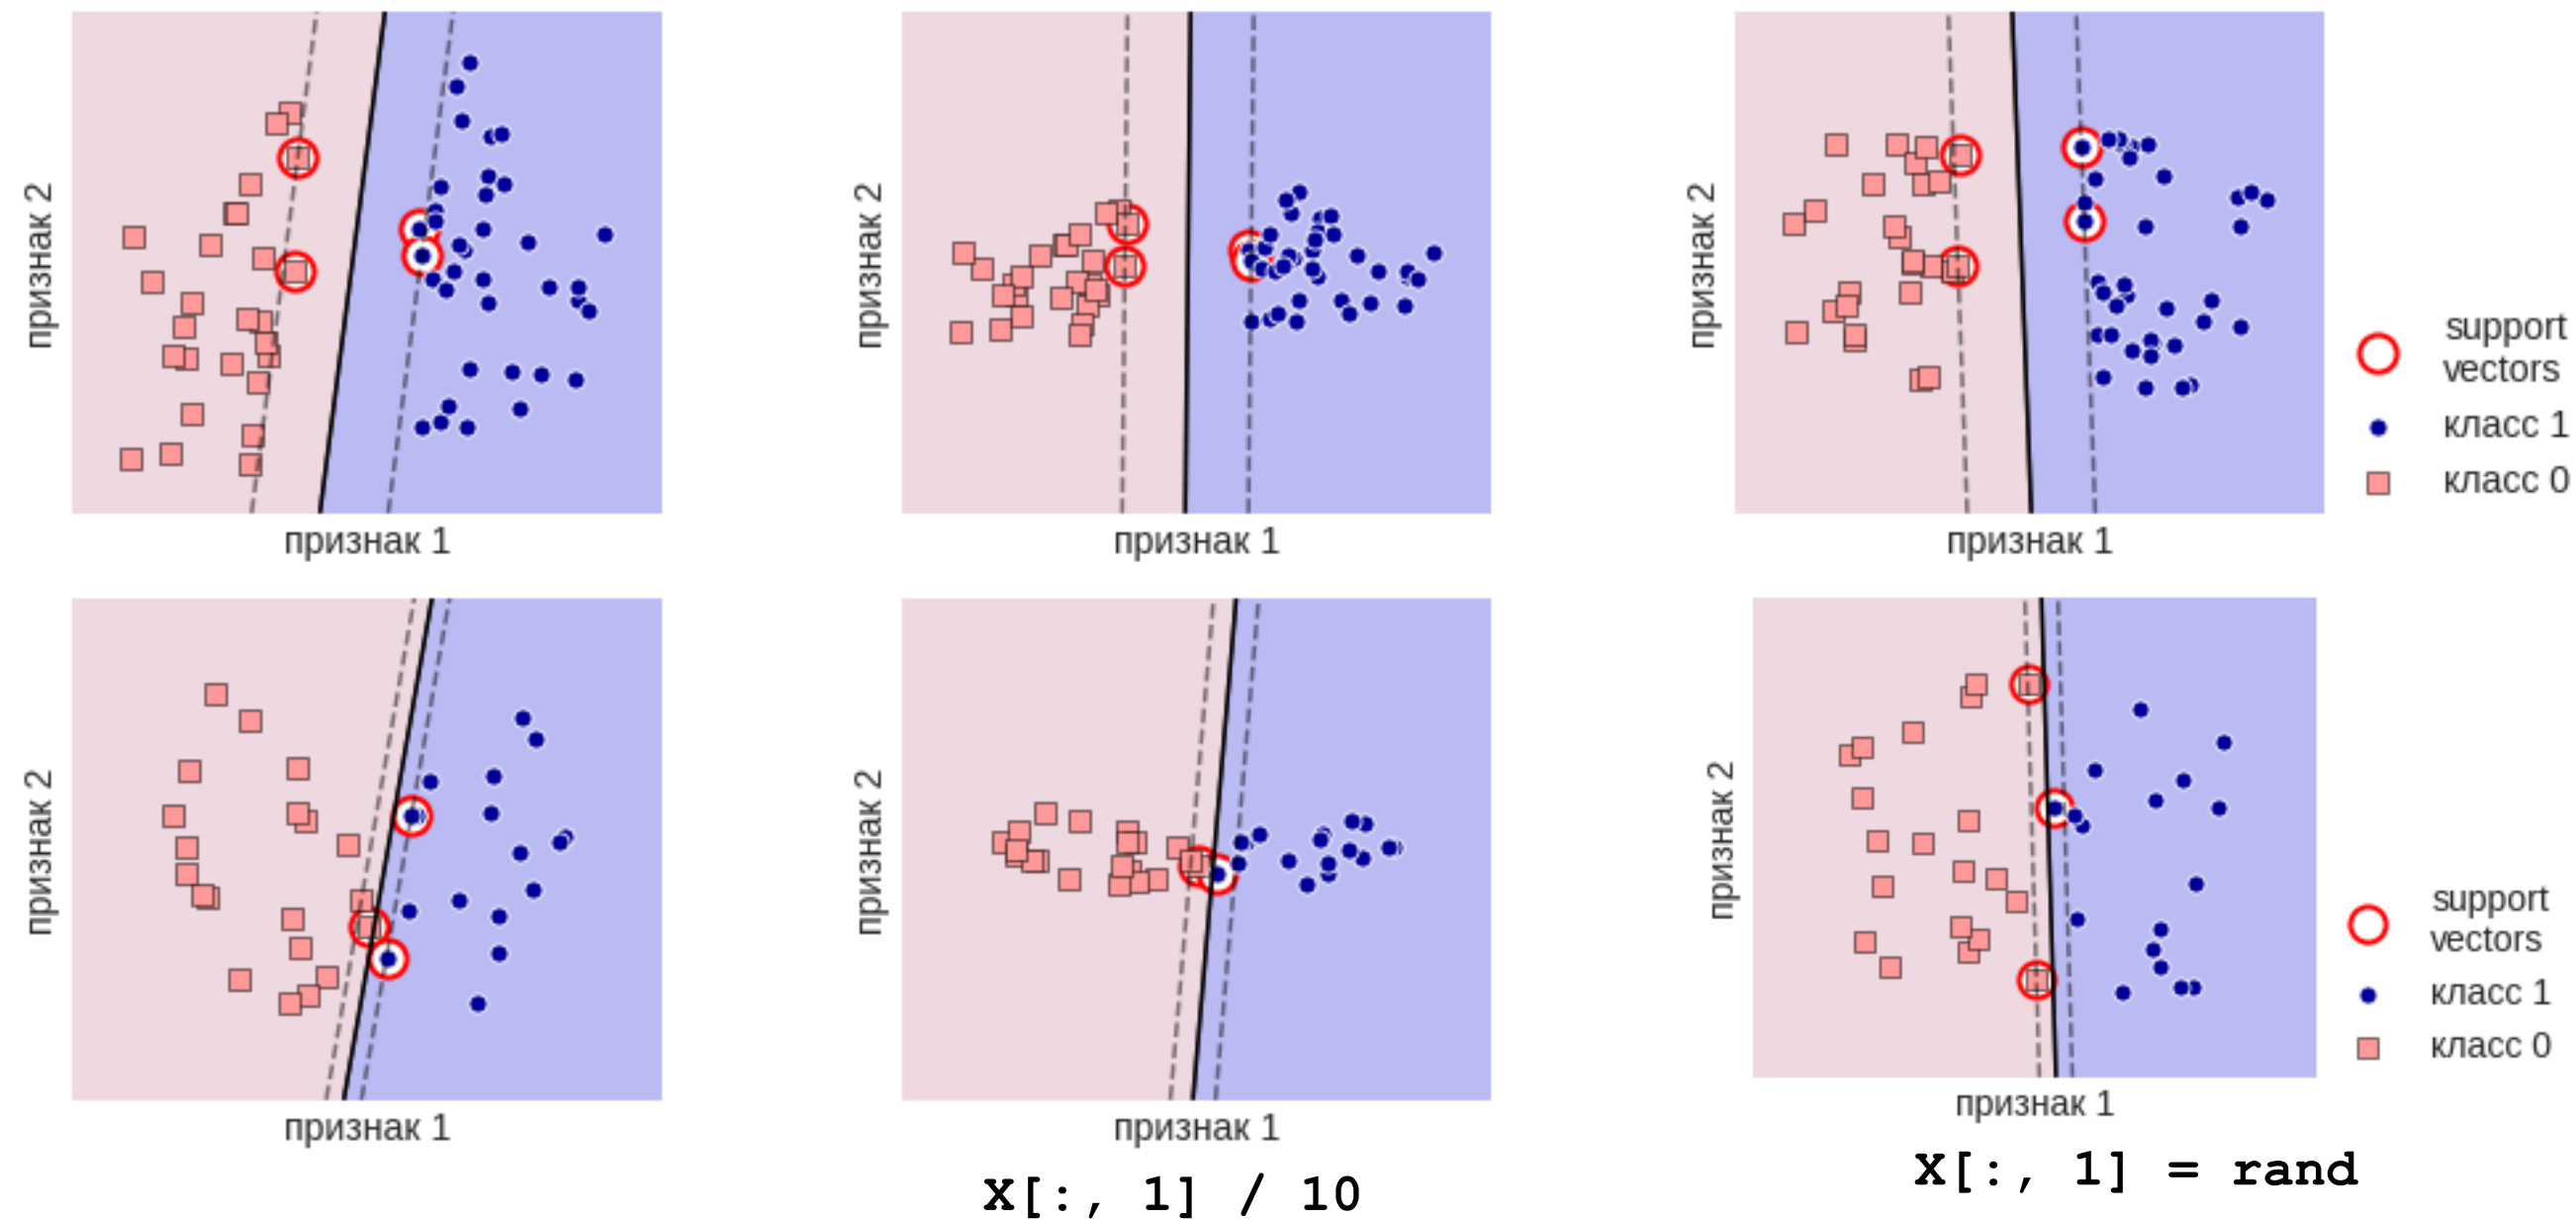 признак 2
признак 1
признак 2
признак 1
признак 2
признак 1
support
vectors
класс 1
класс 0
признак 2
признак 1
признак 2
признак 1
признак 2
признак 1
support
vectors
класс 1
класс 0
X[:, 1] / 10
X[:, 1] = rand